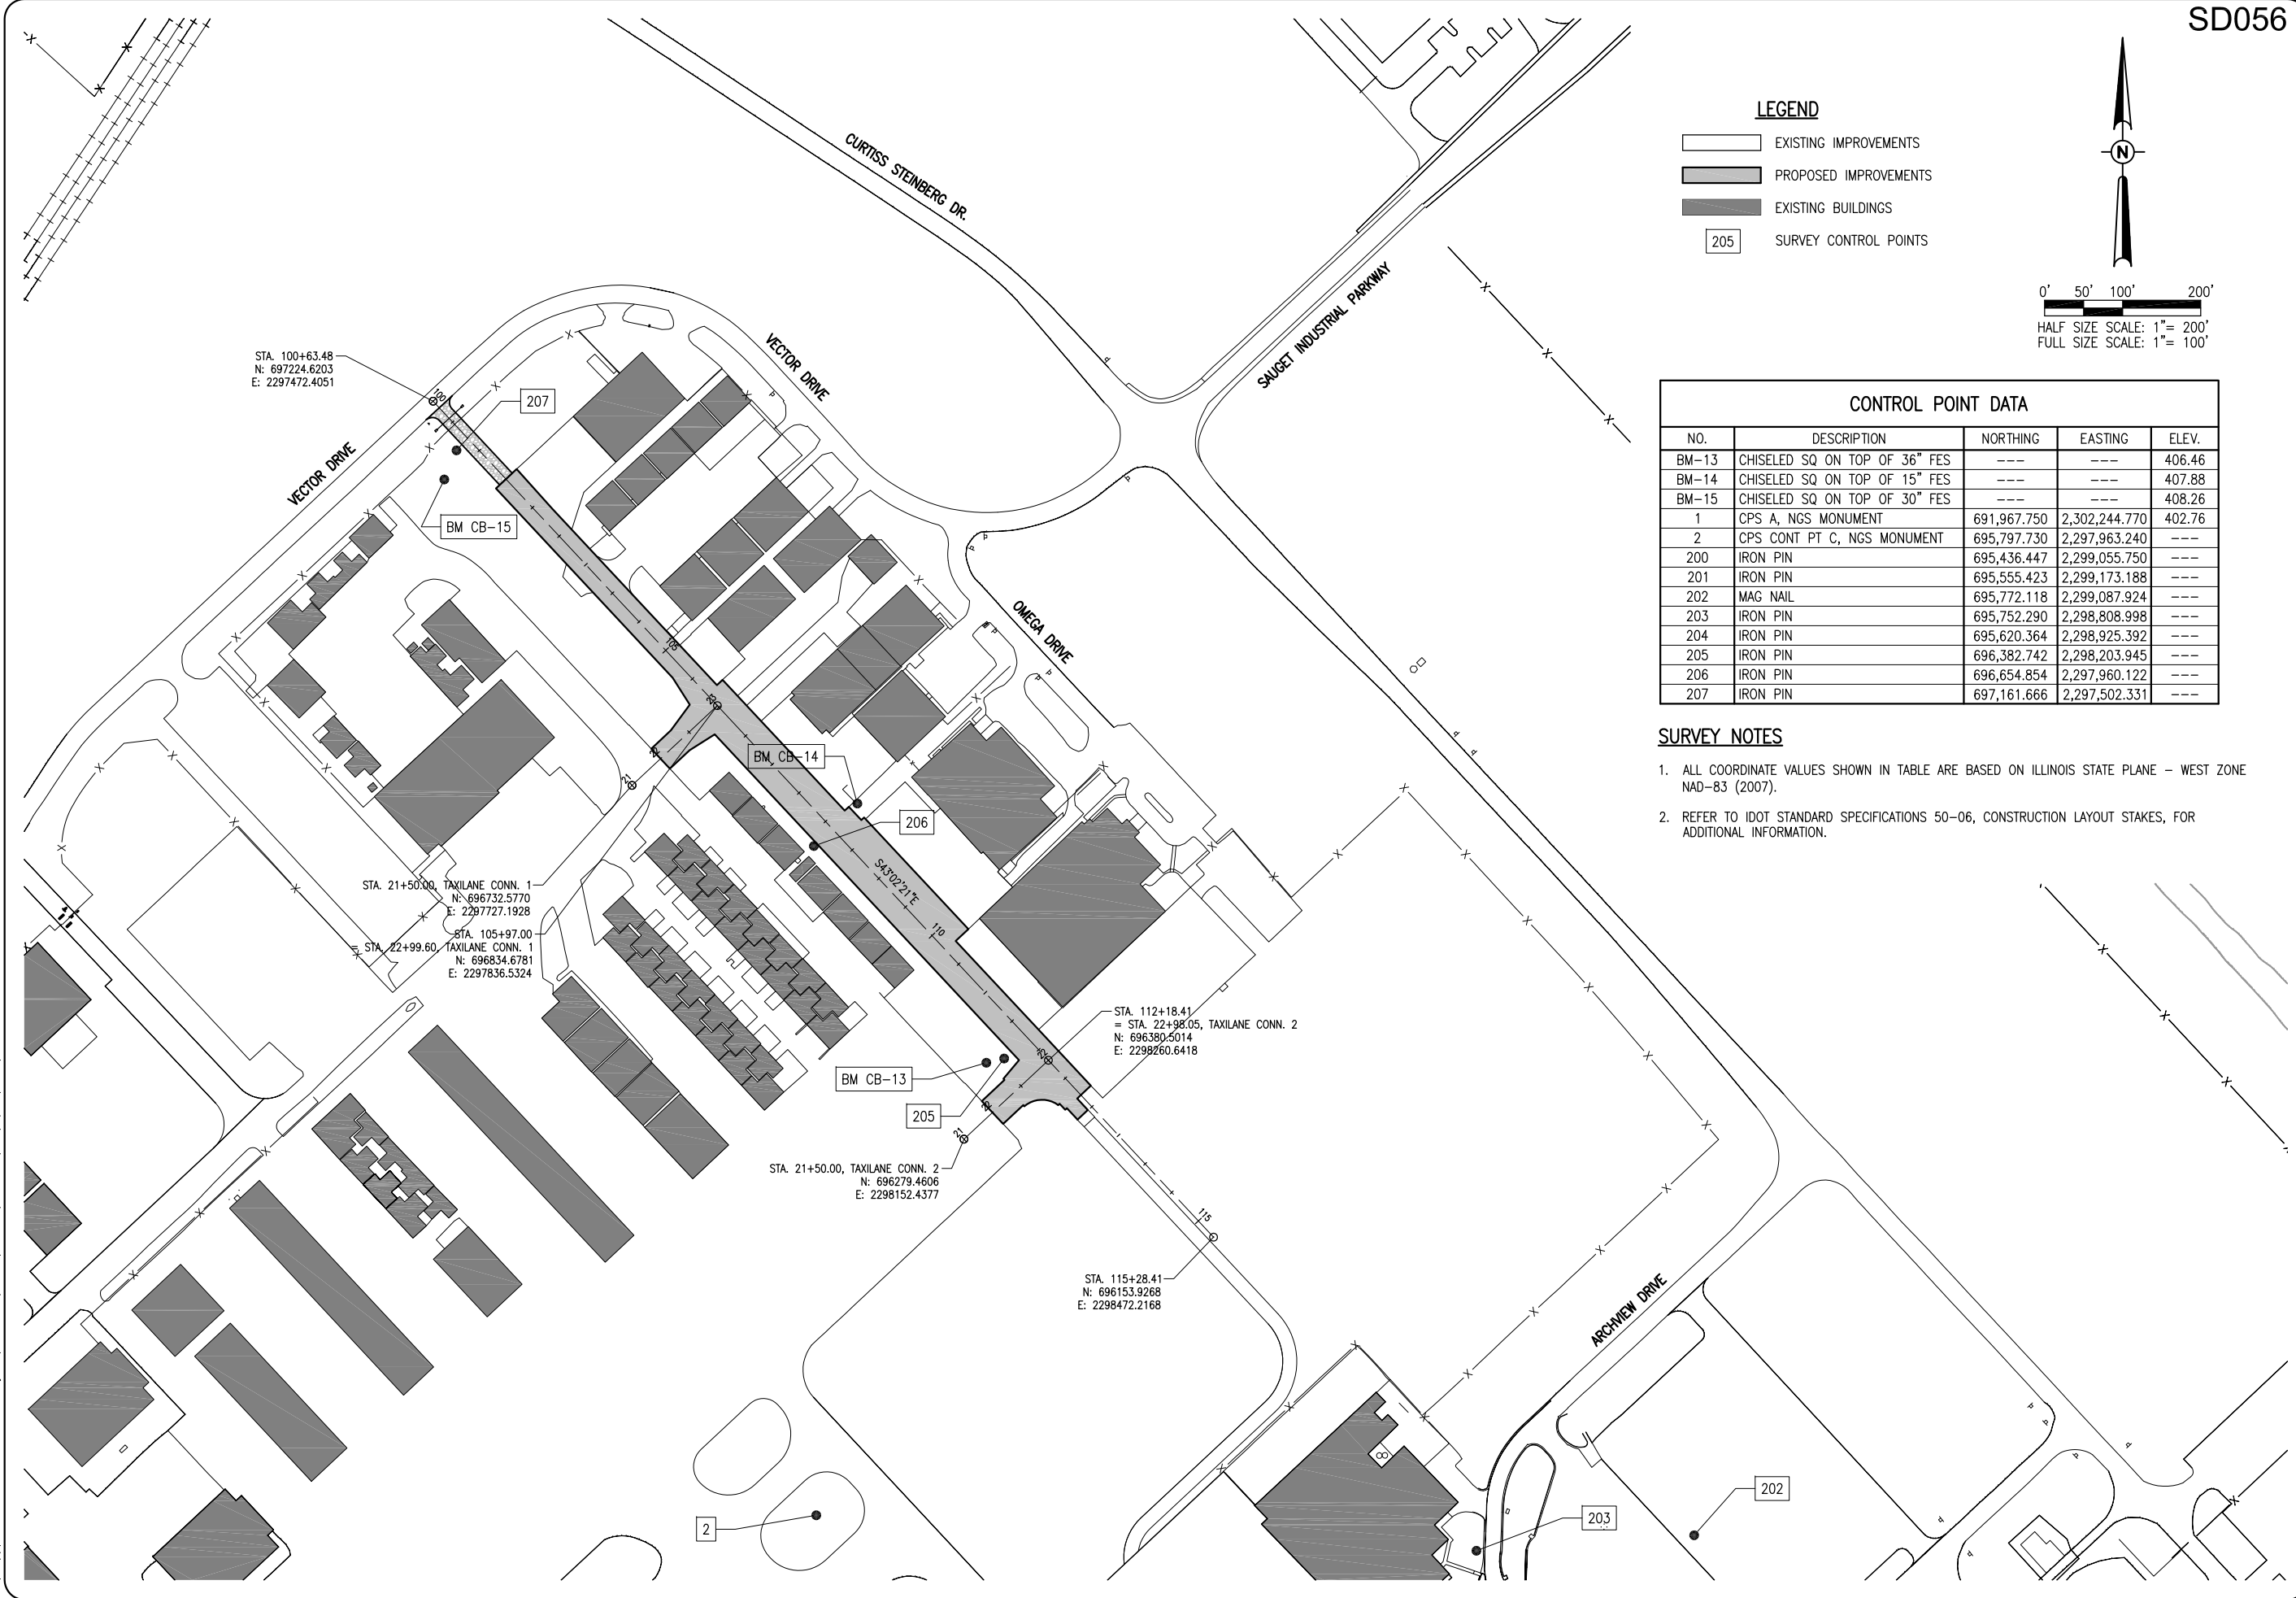 SD056
CURTISS STEINBERG DR.
SAUGET INDUSTRIAL PARKWAY
VECTOR DRIVE
VECTOR DRIVE
OMEGA DRIVE
ARCHVIEW DRIVE
LEGEND
EXISTING IMPROVEMENTS
PROPOSED IMPROVEMENTS
EXISTING BUILDINGS
205 SURVEY CONTROL POINTS
N
0' 50' 100' 200'
HALF SIZE SCALE: 1"= 200'
FULL SIZE SCALE: 1"= 100'
CONTROL POINT DATA
NO. DESCRIPTION NORTHING EASTING ELEV.
BM-13 CHISELED SQ ON TOP OF 36" FES --- --- 406.46
BM-14 CHISELED SQ ON TOP OF 15" FES --- --- 407.88
BM-15 CHISELED SQ ON TOP OF 30" FES --- --- 408.26
1 CPS A, NGS MONUMENT 691,967.750 2,302,244.770 402.76
2 CPS CONT PT C, NGS MONUMENT 695,797.730 2,297,963.240 ---
200 IRON PIN 695,436.447 2,299,055.750 ---
201 IRON PIN 695,555.423 2,299,173.188 ---
202 MAG NAIL 695,772.118 2,299,087.924 ---
203 IRON PIN 695,752.290 2,298,808.998 ---
204 IRON PIN 695,620.364 2,298,925.392 ---
205 IRON PIN 696,382.742 2,298,203.945 ---
206 IRON PIN 696,654.854 2,297,960.122 ---
207 IRON PIN 697,161.666 2,297,502.331 ---
SURVEY NOTES
1. ALL COORDINATE VALUES SHOWN IN TABLE ARE BASED ON ILLINOIS STATE PLANE – WEST ZONE
NAD-83 (2007).
2. REFER TO IDOT STANDARD SPECIFICATIONS 50-06, CONSTRUCTION LAYOUT STAKES, FOR
ADDITIONAL INFORMATION.
STA. 100+63.48
N: 697224.6203
E: 2297472.4051
100
207
BM CB-15
105
23
BM CB-14
20
21
206
S43°02'21"E
STA. 21+50.00, TAXILANE CONN. 1
N: 696732.5770
E: 2297727.1928
STA. 105+97.00
= STA. 22+99.60, TAXILANE CONN. 1
N: 696834.6781
E: 2297836.5324
110
STA. 112+18.41
= STA. 22+98.05, TAXILANE CONN. 2
N: 696380.5014
E: 2298260.6418
BM CB-13
205
22
21
STA. 21+50.00, TAXILANE CONN. 2
N: 696279.4606
E: 2298152.4377
115
STA. 115+28.41
N: 696153.9268
E: 2298472.2168
2
203
202